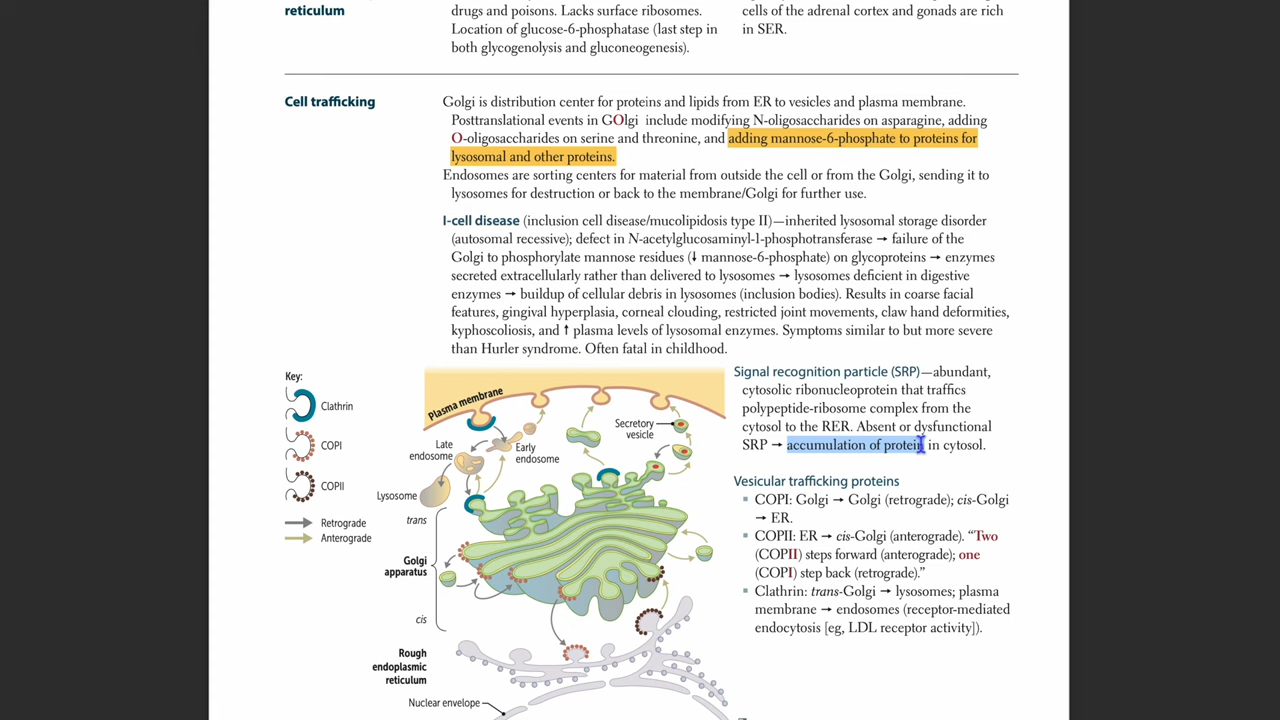 drugs and poisons. Lacks surface ribosomes.
reticulum
Location of glucose-6-phosphatase (last step in
both glycogenolysis and gluconeogenesis).
cells of the adrenal cortex and gonads are rich
in SER.
Cell trafficking
Golgi is distribution center for proteins and lipids from ER to vesicles and plasma membrane.
Posttranslational events in GOlgi include modifying N-oligosaccharides on asparagine, adding
O-oligosaccharides on serine and threonine, and adding mannose-6-phosphate to proteins for
lysosomal and other proteins.
Endosomes are sorting centers for material from outside the cell or from the Golgi, sending it to
lysosomes for destruction or back to the membrane/Golgi for further use.
I-cell disease (inclusion cell disease/mucolipidosis type II)—inherited lysosomal storage disorder
(autosomal recessive); defect in N-acetylglucosaminyl-1-phosphotransferase → failure of the
Golgi to phosphorylate mannose residues (↓ mannose-6-phosphate) on glycoproteins → enzymes
secreted extracellularly rather than delivered to lysosomes → lysosomes deficient in digestive
enzymes → buildup of cellular debris in lysosomes (inclusion bodies). Results in coarse facial
features, gingival hyperplasia, corneal clouding, restricted joint movements, claw hand deformities,
kyphoscoliosis, and ↑ plasma levels of lysosomal enzymes. Symptoms similar to but more severe
than Hurler syndrome. Often fatal in childhood.
Key:
Clathrin
COPI
COPII
Retrograde
Anterograde
Plasma membrane
Secretory
vesicle
Late
endosome
Early
endosome
Lysosome
trans
Golgi
apparatus
cis
Rough
endoplasmic
reticulum
Nuclear envelope
Signal recognition particle (SRP)—abundant,
cytosolic ribonucleoprotein that traffics
polypeptide-ribosome complex from the
cytosol to the RER. Absent or dysfunctional
SRP → accumulation of protein in cytosol.
Vesicular trafficking proteins
▪ COPI: Golgi → Golgi (retrograde); cis-Golgi
→ ER.
▪ COPII: ER → cis-Golgi (anterograde). “Two
(COPII) steps forward (anterograde); one
(COPI) step back (retrograde).”
▪ Clathrin: trans-Golgi → lysosomes; plasma
membrane → endosomes (receptor-mediated
endocytosis [eg, LDL receptor activity]).